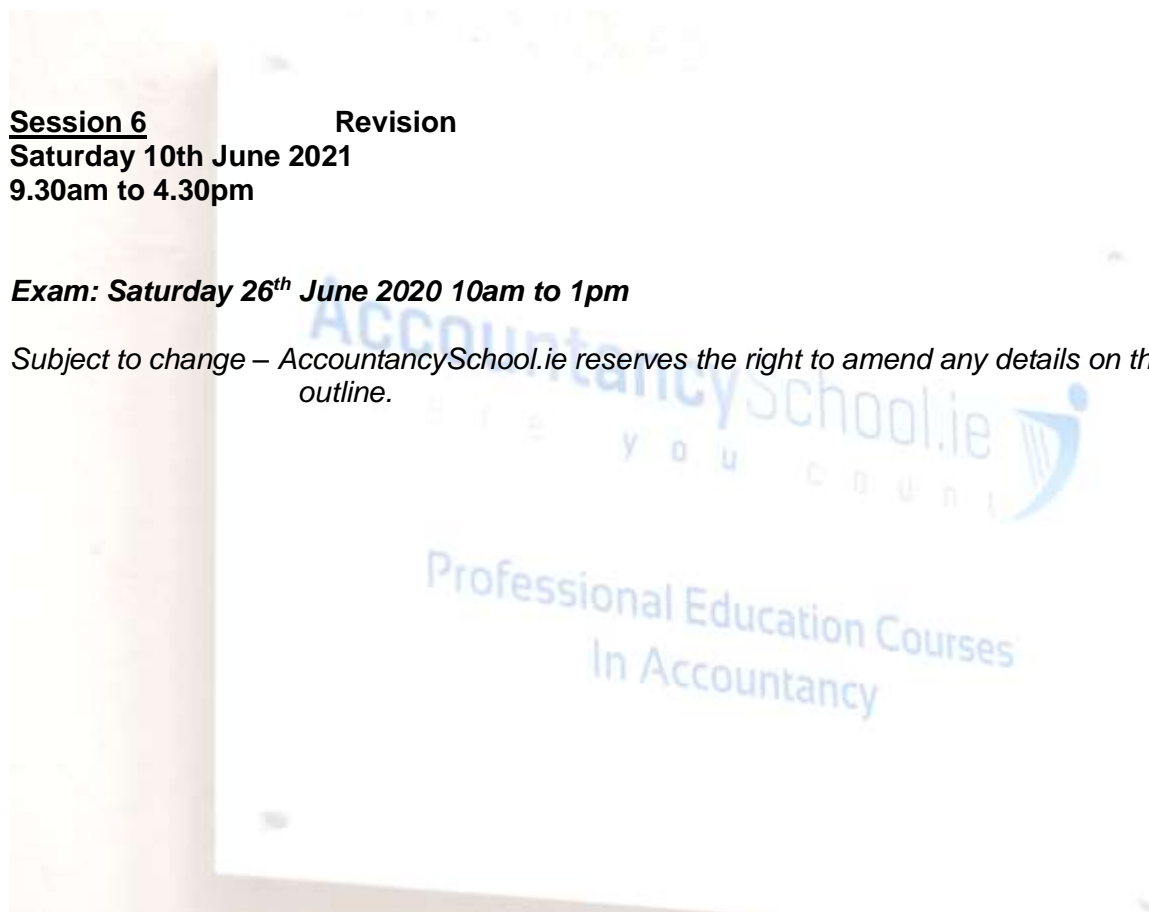 Session 6 Revision
Saturday 10th June 2021
9.30am to 4.30pm
Exam: Saturday 26th June 2020 10am to 1pm
Subject to change – AccountancySchool.ie reserves the right to amend any details on th
outline.
AccountancySchool.ie
are you count
Professional Education Courses
In Accountancy